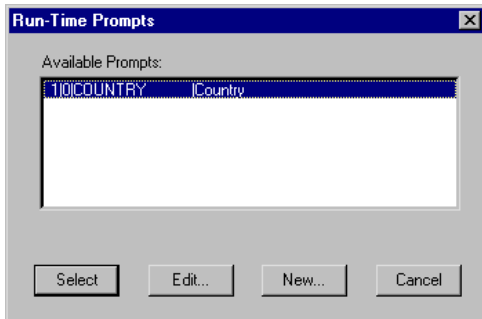 Run-Time Prompts
Available Prompts:
1|0|COUNTRY |Country
Select Edit... New... Cancel